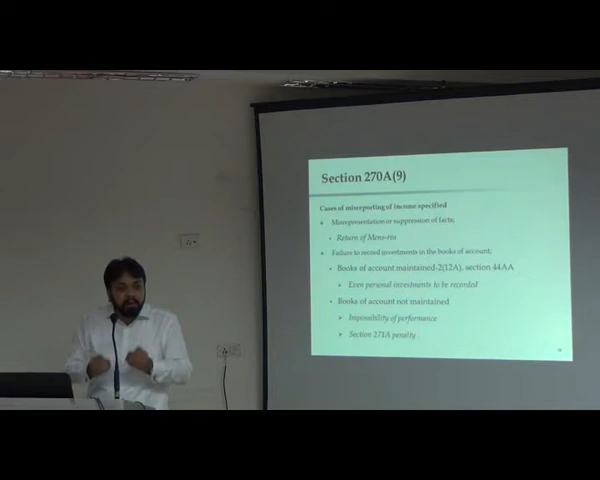 Section 270A(9)
Cases of misreporting of income specified
• Misrepresentation or suppression of facts;
• Return of Mens-rea
• Failure to record investments in the books of account;
• Books of account maintained-2(12A), section 44AA
➢ Even personal investments to be recorded
• Books of account not maintained
➢ Impossibility of performance
➢ Section 271A penalty